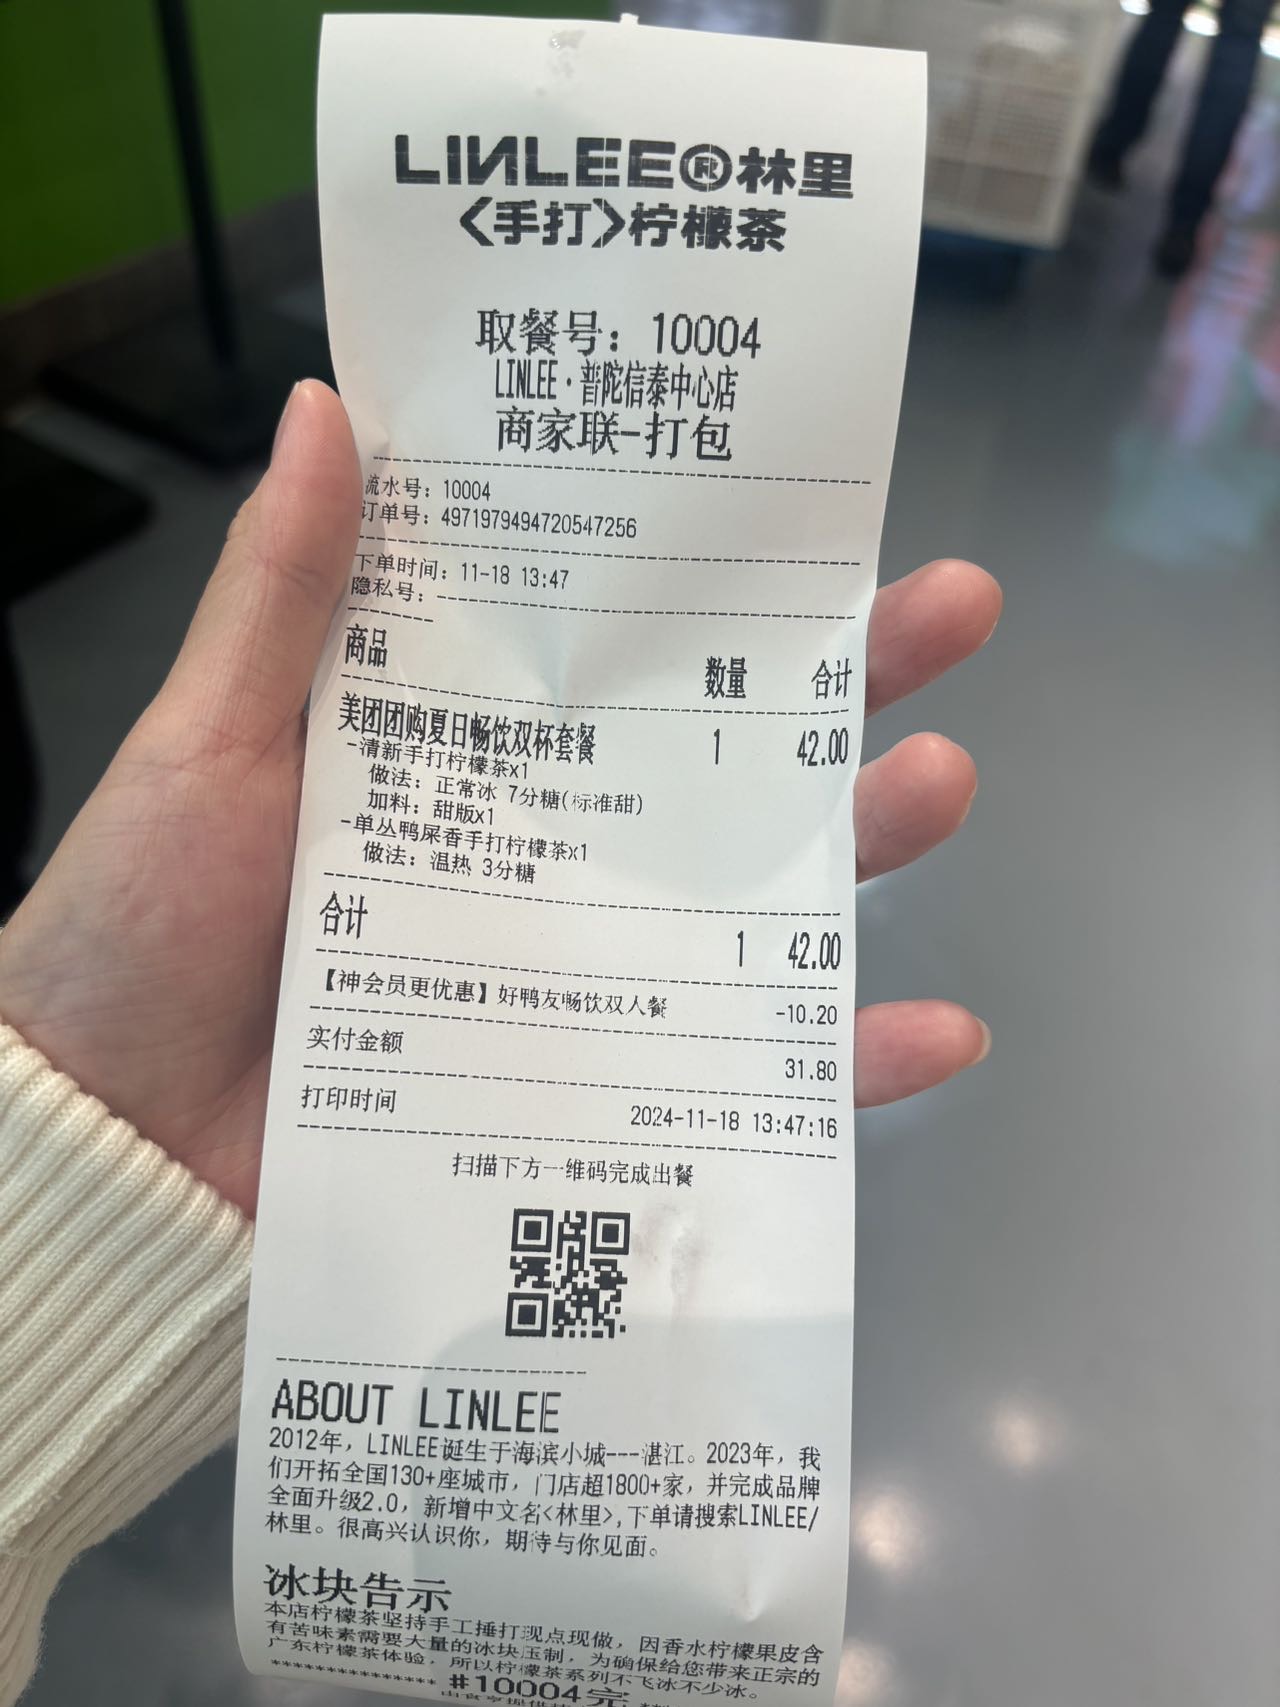 LINLEE®林里
<手打>柠檬茶
取餐号：10004
LINLEE·普陀信泰中心店
商家联-打包
流水号：10004
订单号：4971979494720547256
下单时间：11-18 13:47
隐私号：
商品 数量 合计
美团团购夏日畅饮双杯套餐 1 42.00
-清新手打柠檬茶x1
做法：正常冰 7分糖(标准甜)
加料：甜版x1
-单丛鸭屎香手打柠檬茶x1
做法：温热 3分糖
合计 1 42.00
【神会员更优惠】好鸭友畅饮双人餐 -10.20
实付金额 31.80
打印时间 2024-11-18 13:47:16
扫描下方一维码完成出餐
ABOUT LINLEE
2012年，LINLEE诞生于海滨小城---湛江。2023年，我
们开拓全国130+座城市，门店超1800+家，并完成品牌
全面升级2.0，新增中文名<林里>,下单请搜索LINLEE/
林里。很高兴认识你，期待与你见面。
冰块告示
本店柠檬茶坚持手工捶打现点现做，因香水柠檬果皮含
有苦味素需要大量的冰块压制，为确保给您带来正宗的
广东柠檬茶体验，所以柠檬茶系列不飞冰不少冰。
***************#10004完